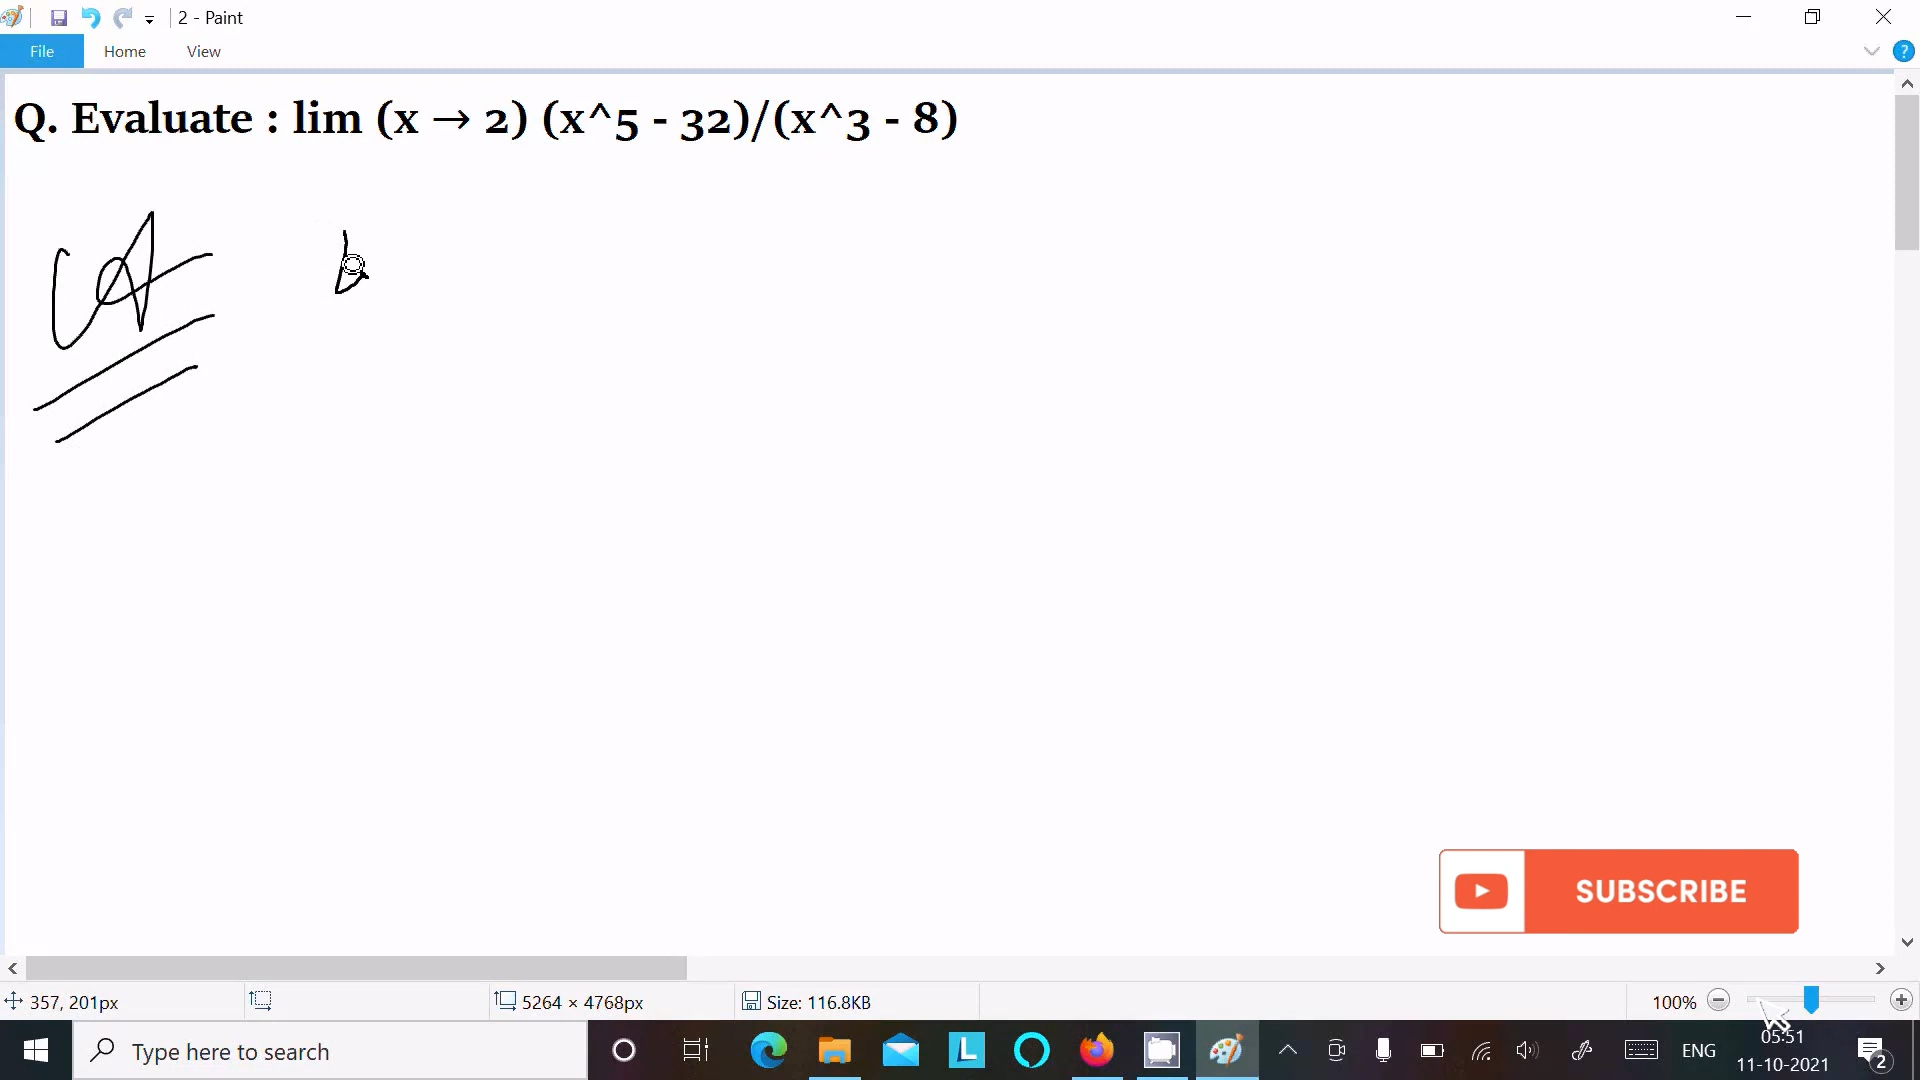 2 - Paint
File Home View
Q. Evaluate : lim (x → 2) (x^5 - 32)/(x^3 - 8)
SUBSCRIBE
357, 201px 5264 × 4768px Size: 116.8KB 100%
Type here to search
L
ENG
05:51
11-10-2021
2